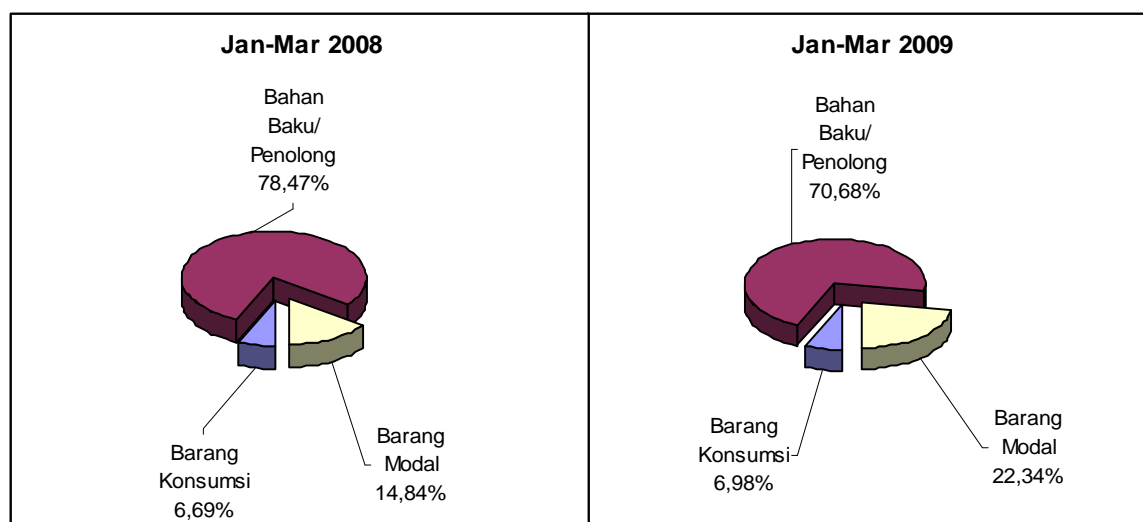 Jan-Mar 2008
Bahan
Baku/
Penolong
78,47%
Barang
Konsumsi
6,69%
Barang
Modal
14,84%
Jan-Mar 2009
Bahan
Baku/
Penolong
70,68%
Barang
Konsumsi
6,98%
Barang
Modal
22,34%